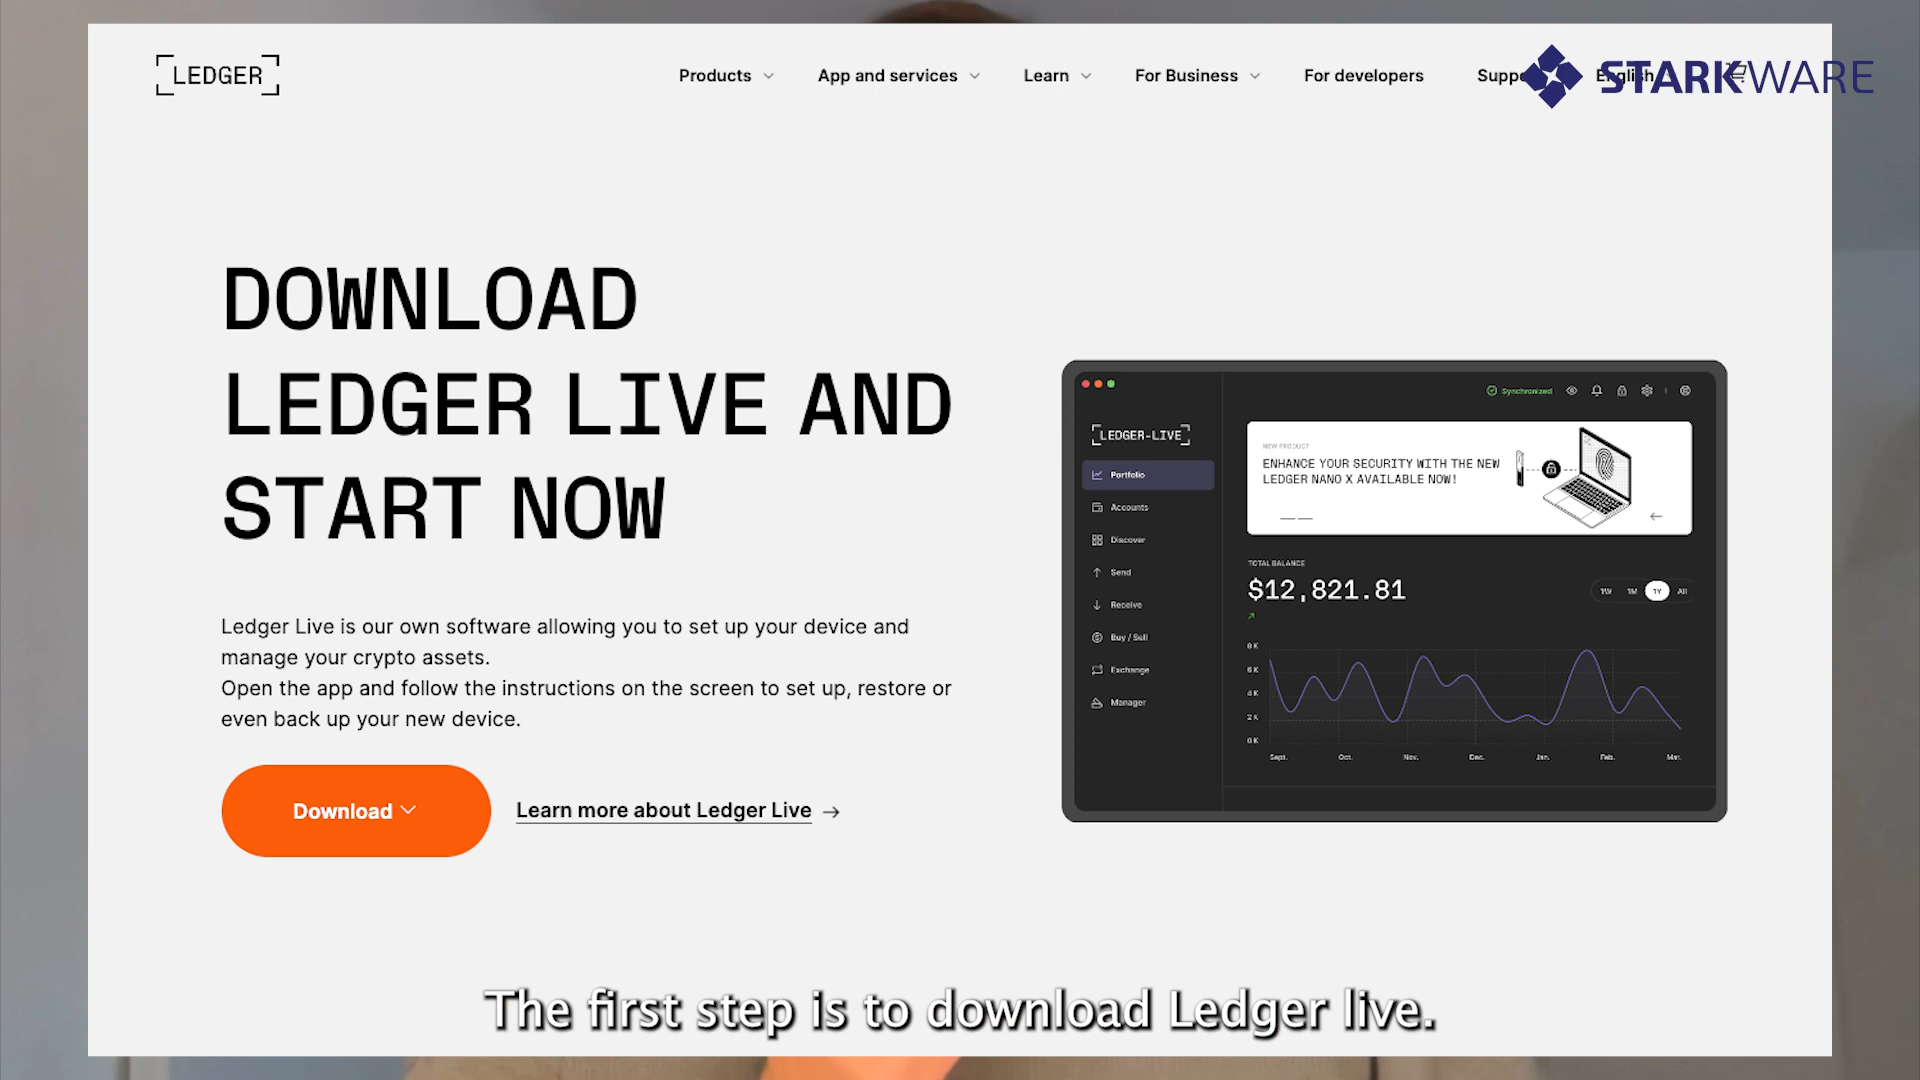 LEDGER
Products
App and services
Learn
For Business
For developers
English
STARKWARE
DOWNLOAD
LEDGER LIVE AND
START NOW
Ledger Live is our own software allowing you to set up your device and
manage your crypto assets.
Open the app and follow the instructions on the screen to set up, restore or
even back up your new device.
Download
Learn more about Ledger Live →
Synchronized
LEDGER-LIVE
Portfolio
Accounts
Discover
Send
Receive
Buy / Sell
Exchange
Manager
NEW PRODUCT
ENHANCE YOUR SECURITY WITH THE NEW
LEDGER NANO X AVAILABLE NOW!
TOTAL BALANCE
$12,821.81
1W 1M 1Y All
8K
6K
4K
2K
0K
Sept. Oct. Nov. Dec. Jan. Feb. Mar.
The first step is to download Ledger live.